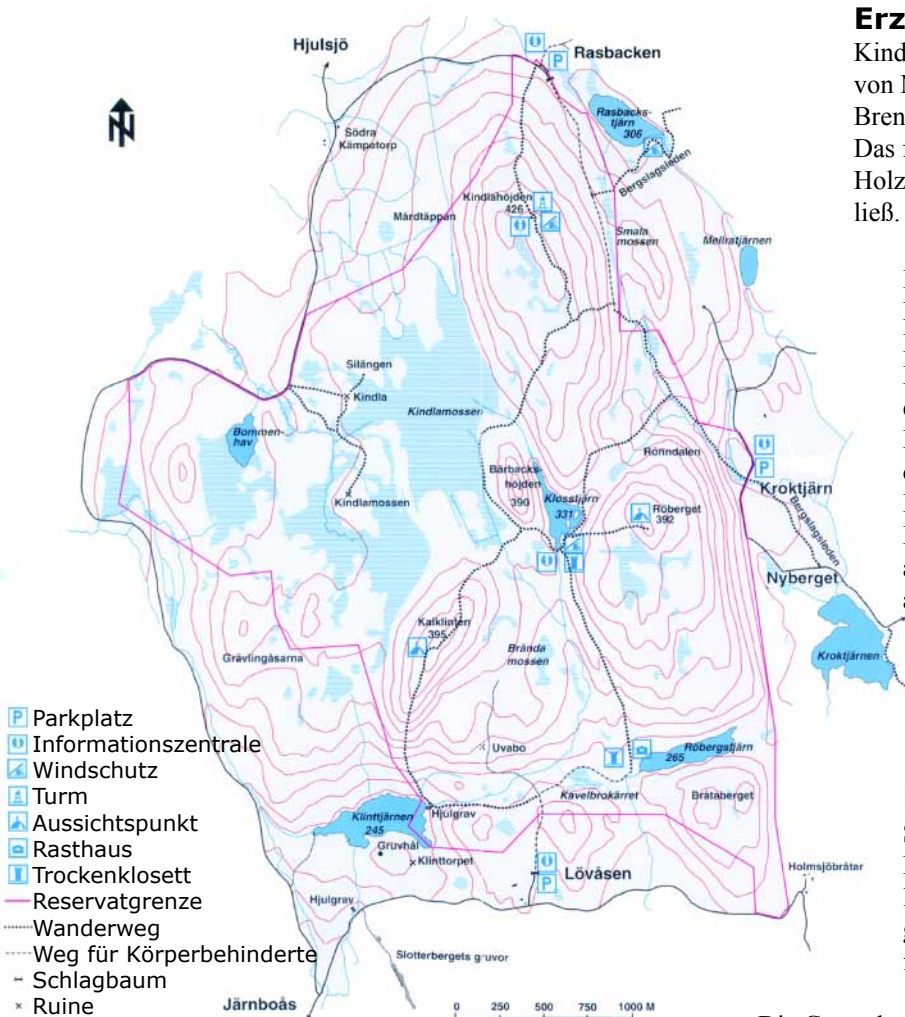 Erz
Kind
von
Bren
Das
Holz
ließ.
Hjulsjö
Rasbacken
P
N
Rasbacks-
tjärn
306
Södra
Kämpetorp
Bergslagsleden
Kindlahöjden
426
Mårdtäppan
Smala
mossen
Mellratjärnen
Silången
Kindla
Kindlamossen
Bommen-
hav
Rönndalen
Bärbacks-
höjden
390
Klosstjärn
331
Röberget
392
Kindlamossen
P
Kroktjärn
Bergslagsleden
Nyberget
Kalklinten
395
Brända
mossen
Grävlingåsarna
Kroktjärnen
Uvabo
Röbergstjärn
265
Kavelbrokärret
Bråtaberget
Klinttjärnen
245
Hjulgrav
Gruvhål
Klinttorpet
P
Lövåsen
Holmsjöbråtar
Hjulgrav
Slotterbergets gruvor
Järnboås
0 250 500 750 1000 M
P Parkplatz
Informationszentrale
Windschutz
Turm
Aussichtspunkt
Rasthaus
Trockenklosett
Reservatgrenze
Wanderweg
Weg für Körperbehinderte
Schlagbaum
Ruine